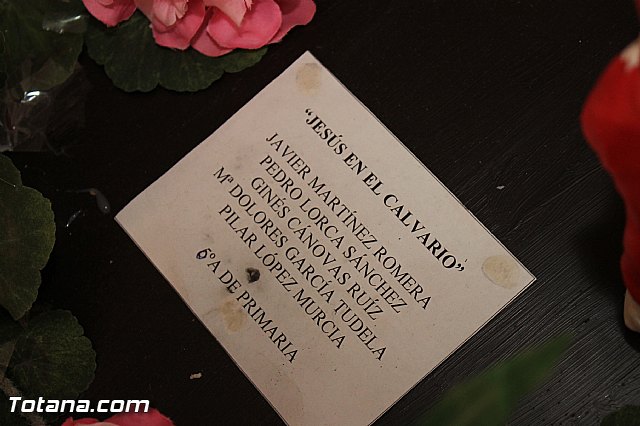 “JESÚS EN EL CALVARIO”
JAVIER MARTÍNEZ ROMERA
PEDRO LORCA SÁNCHEZ
GINÉS CÁNOVAS RUÍZ
Mª DOLORES GARCÍA TUDELA
PILAR LÓPEZ MURCIA
6ºA DE PRIMARIA
Totana.com